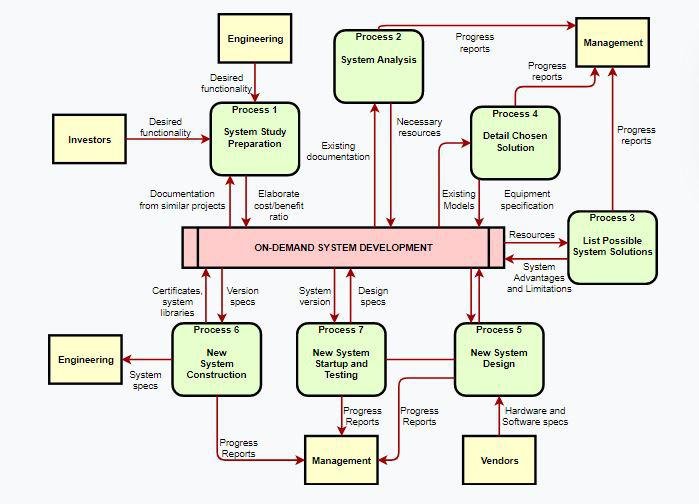 Engineering
Process 2
System Analysis
Progress
reports
Management
Desired
functionality
Progress
reports
Investors
Desired
functionality
Process 1
System Study
Preparation
Existing
documentation
Necessary
resources
Process 4
Detail Chosen
Solution
Progress
reports
Documentation
from similar projects
Elaborate
cost/benefit
ratio
Existing
Models
Equipment
specification
Process 3
List Possible
System Solutions
ON-DEMAND SYSTEM DEVELOPMENT
Resources
System
Advantages
and Limitations
Certificates,
system
libraries
Version
specs
System
version
Design
specs
Engineering
System
specs
Process 6
New
System
Construction
Process 7
New System
Startup and
Testing
Process 5
New System
Design
Progress
Reports
Progress
Reports
Progress
Reports
Hardware and
Software specs
Management
Vendors